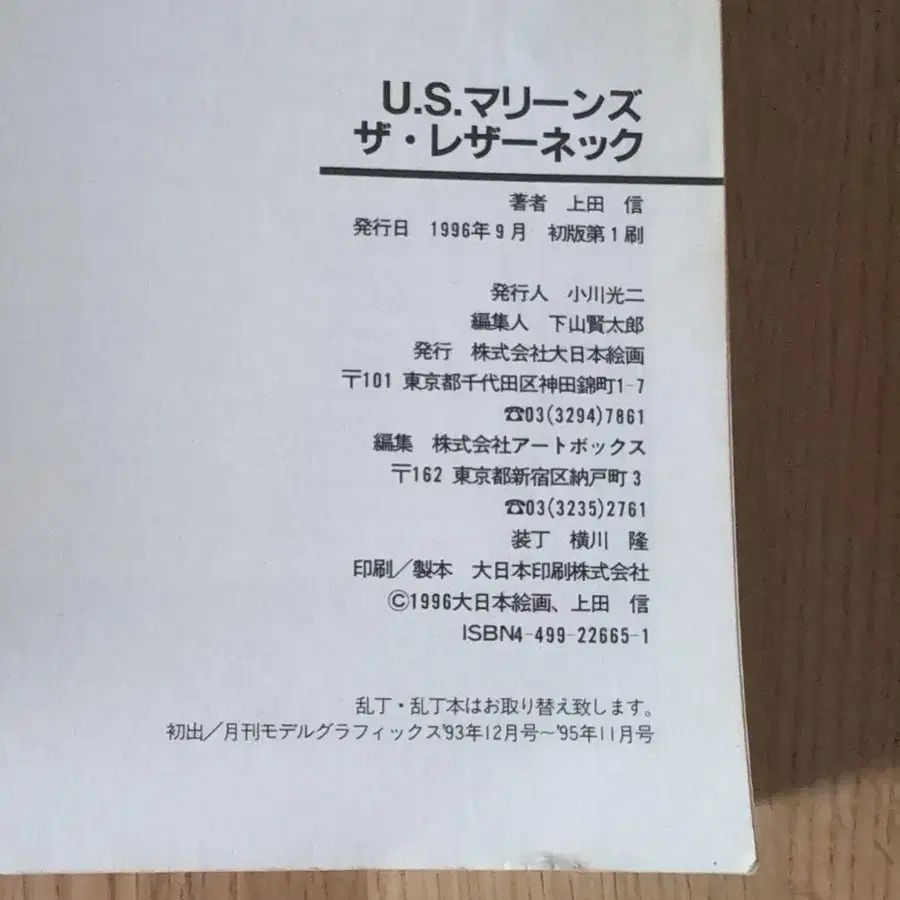 U.S.マリーンズ
ザ・レザーネック
著者 上田 信
発行日 1996年9月 初版第1刷
発行人 小川光二
編集人 下山賢太郎
発行 株式会社大日本絵画
〒101 東京都千代田区神田錦町1-7
☎03(3294)7861
編集 株式会社アートボックス
〒162 東京都新宿区納戸町3
☎03(3235)2761
装丁 横川 隆
印刷／製本 大日本印刷株式会社
©1996大日本絵画、上田 信
ISBN4-499-22665-1
乱丁・乱丁本はお取り替え致します。
初出／月刊モデルグラフィックス'93年12月号〜'95年11月号